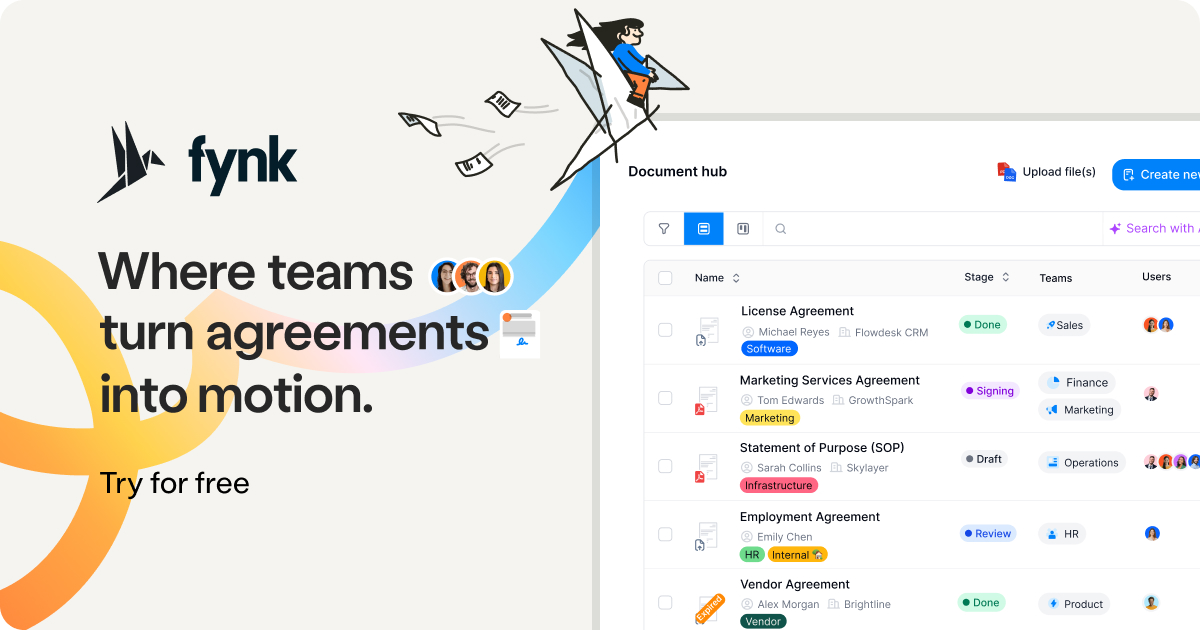 fynk
Where teams
turn agreements
into motion.
Try for free
Document hub
Upload file(s)
Create new
Search with
Name
Stage
Teams
Users
License Agreement
Michael Reyes Flowdesk CRM
Software
Done
Sales
Marketing Services Agreement
Tom Edwards GrowthSpark
Marketing
Signing
Finance
Marketing
Statement of Purpose (SOP)
Sarah Collins Skylayer
Infrastructure
Draft
Operations
Employment Agreement
Emily Chen
HR Internal
Review
HR
Expired
Vendor Agreement
Alex Morgan Brightline
Vendor
Done
Product